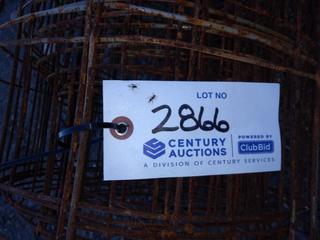 LOT NO
2866
CENTURY AUCTIONS
POWERED BY
ClubBid
A DIVISION OF CENTURY SERVICES